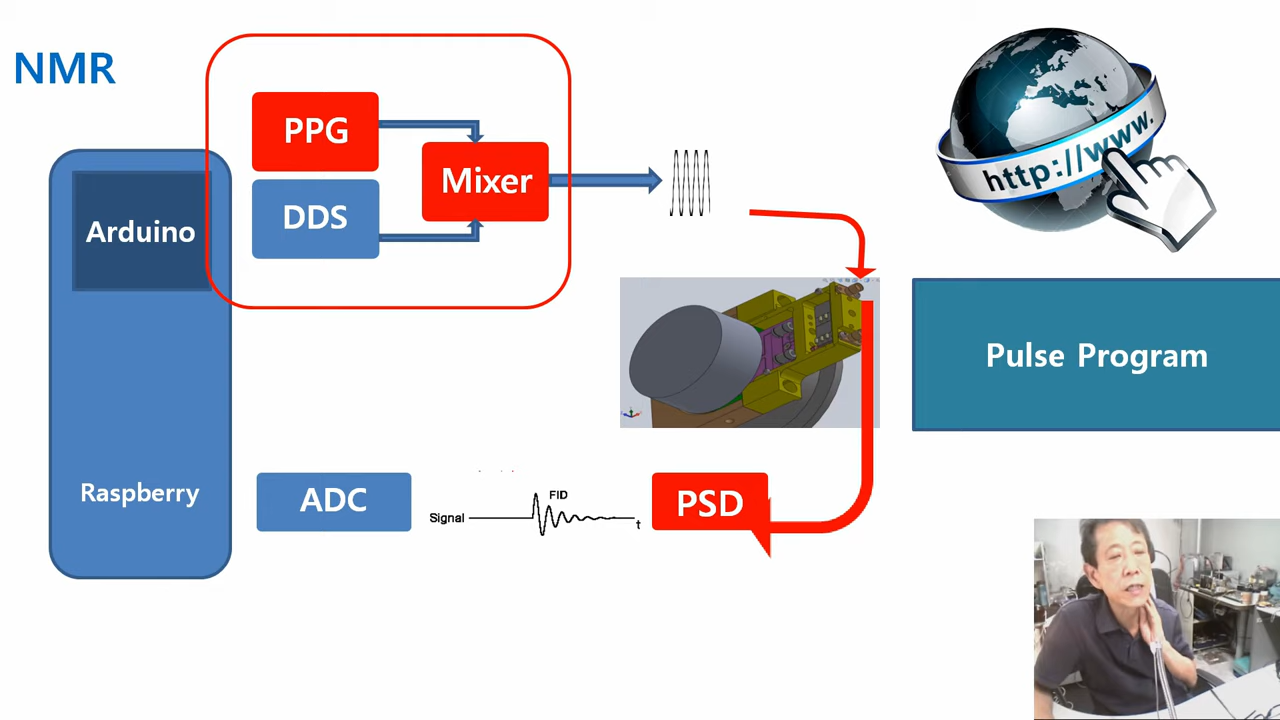 NMR
PPG
Mixer
DDS
Arduino
http://www.
Pulse Program
Raspberry
ADC
Signal
FID
t
PSD